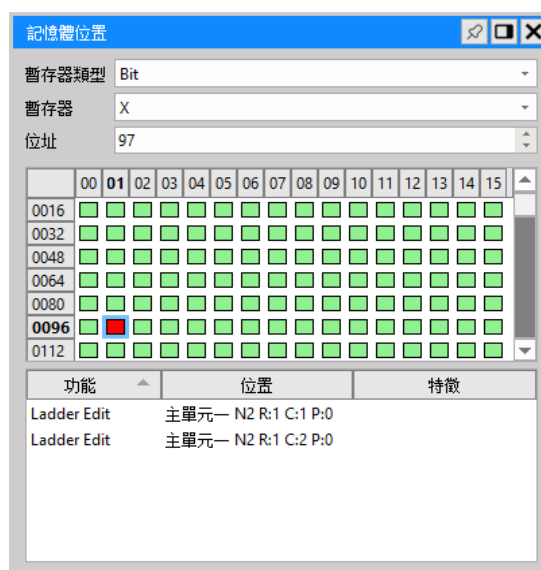 記憶體位置
暫存器類型 Bit
暫存器 X
位址 97
00 01 02 03 04 05 06 07 08 09 10 11 12 13 14 15
0016
0032
0048
0064
0080
0096
0112
功能 位置 特徵
Ladder Edit 主單元一 N2 R:1 C:1 P:0
Ladder Edit 主單元一 N2 R:1 C:2 P:0